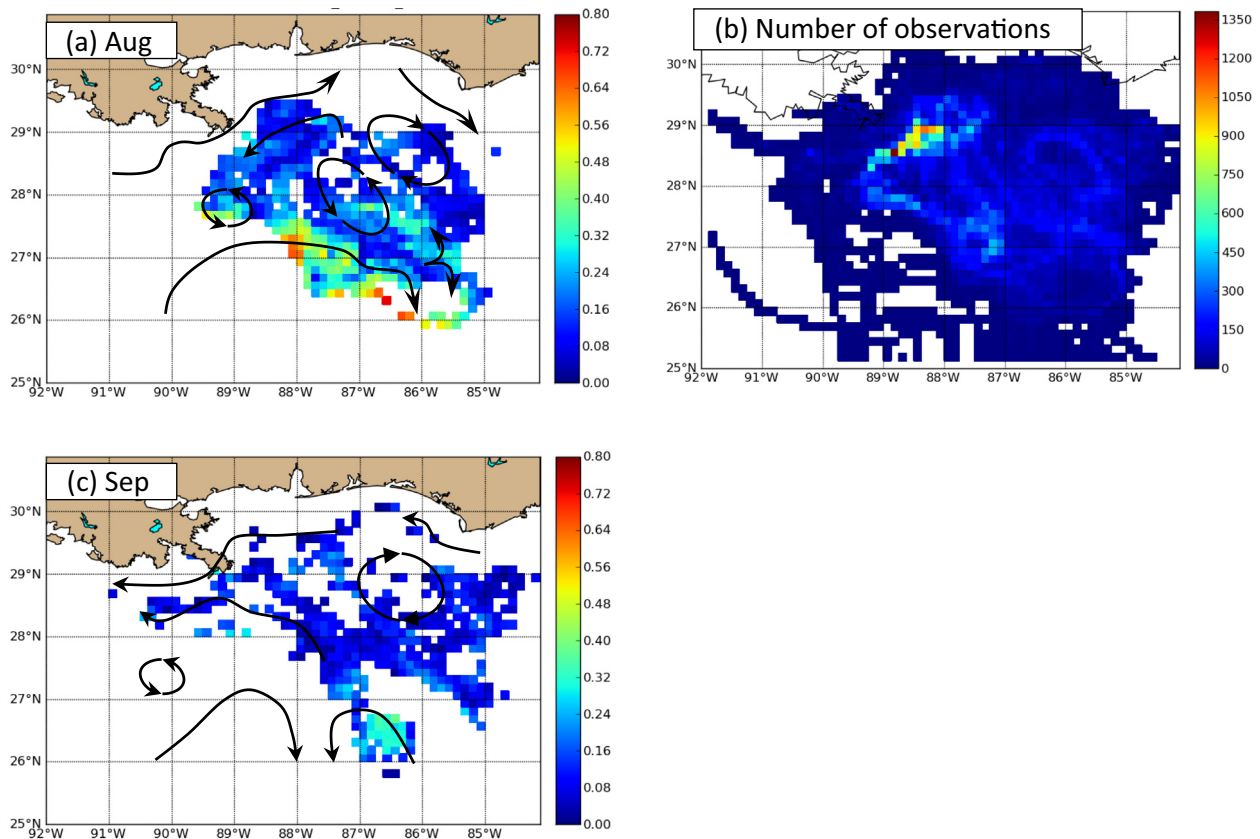 (a) Aug
30°N
29°N
28°N
27°N
26°N
25°N
92°W 91°W 90°W 89°W 88°W 87°W 86°W 85°W
0.80
0.72
0.64
0.56
0.48
0.40
0.32
0.24
0.16
0.08
0.00
(b) Number of observations
30°N
29°N
28°N
27°N
26°N
25°N
92°W 91°W 90°W 89°W 88°W 87°W 86°W 85°W
1350
1200
1050
900
750
600
450
300
150
0
(c) Sep
30°N
29°N
28°N
27°N
26°N
25°N
92°W 91°W 90°W 89°W 88°W 87°W 86°W 85°W
0.80
0.72
0.64
0.56
0.48
0.40
0.32
0.24
0.16
0.08
0.00